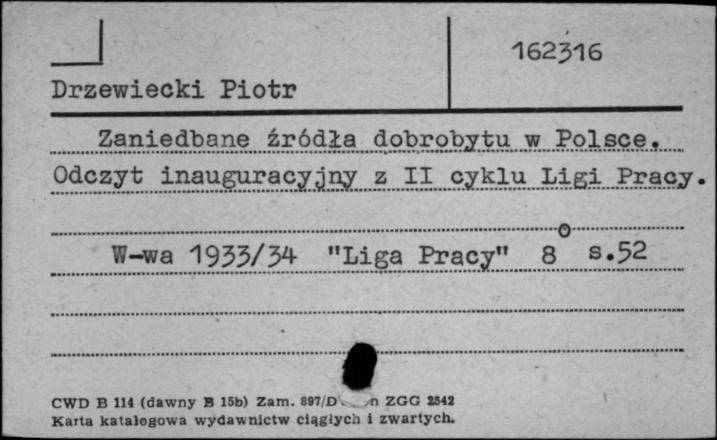 162316
Drzewiecki Piotr
Zaniedbane źródła dobrobytu w Polsce.
Odczyt inauguracyjny z II cyklu Ligi Pracy.
W-wa 1933/34 "Liga Pracy" 8° s.52
CWD B 114 (dawny B 15b) Zam. 897/D n ZGG 2542
Karta katalogowa wydawnictw ciągłych i zwartych.